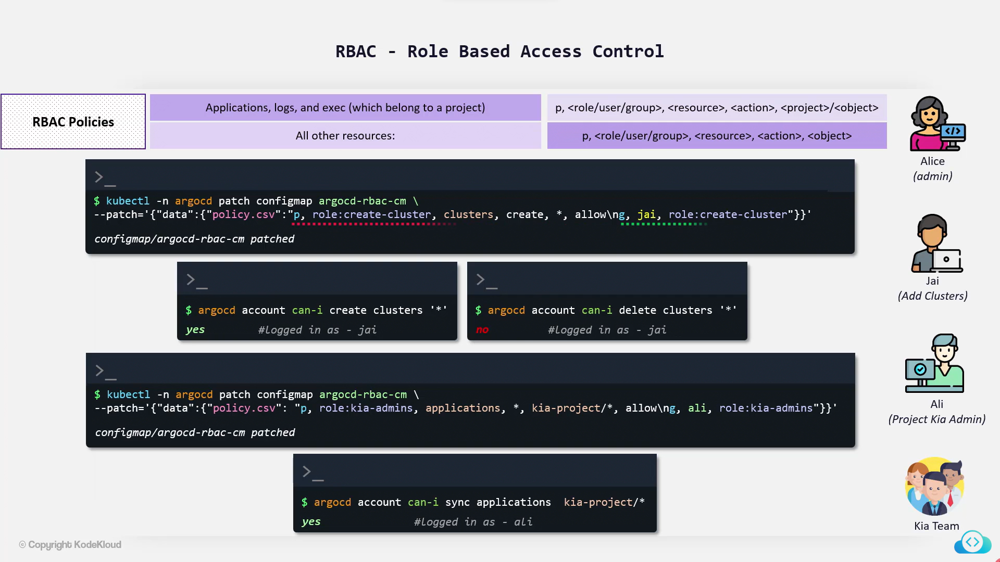 RBAC - Role Based Access Control
RBAC Policies
Applications, logs, and exec (which belong to a project)
p, <role/user/group>, <resource>, <action>, <project>/<object>
All other resources:
p, <role/user/group>, <resource>, <action>, <object>
Alice
(admin)
>_
$ kubectl -n argocd patch configmap argocd-rbac-cm \
--patch='{"data":{"policy.csv":"p, role:create-cluster, clusters, create, *, allow\ng, jai, role:create-cluster"}}'
configmap/argocd-rbac-cm patched
Jai
(Add Clusters)
>_
$ argocd account can-i create clusters '*'
yes #logged in as - jai
>_
$ argocd account can-i delete clusters '*'
no #logged in as - jai
>_
$ kubectl -n argocd patch configmap argocd-rbac-cm \
--patch='{"data":{"policy.csv": "p, role:kia-admins, applications, *, kia-project/*, allow\ng, ali, role:kia-admins"}}'
configmap/argocd-rbac-cm patched
Ali
(Project Kia Admin)
>_
$ argocd account can-i sync applications kia-project/*
yes #logged in as - ali
Kia Team
© Copyright KodeKloud